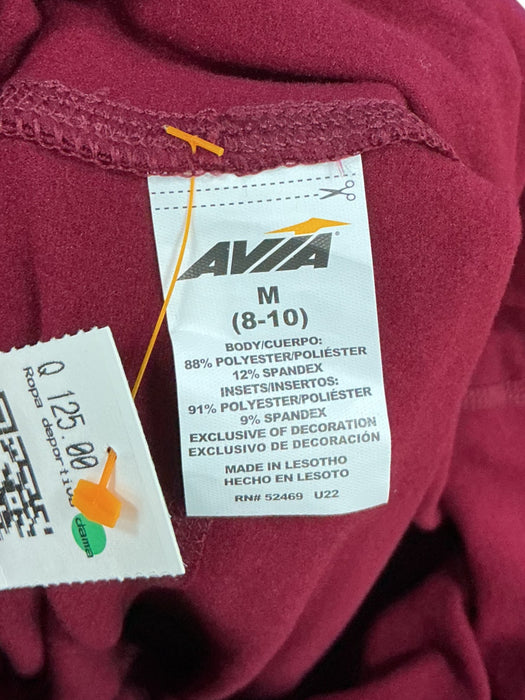 AVIA
M
(8-10)
BODY/CUERPO:
88% POLYESTER/POLIÉSTER
12% SPANDEX
INSETS/INSERTOS:
91% POLYESTER/POLIÉSTER
9% SPANDEX
EXCLUSIVE OF DECORATION
EXCLUSIVO DE DECORACIÓN
MADE IN LESOTHO
HECHO EN LESOTO
RN# 52469 U22
Q 125.00
Ropa deportiva dama